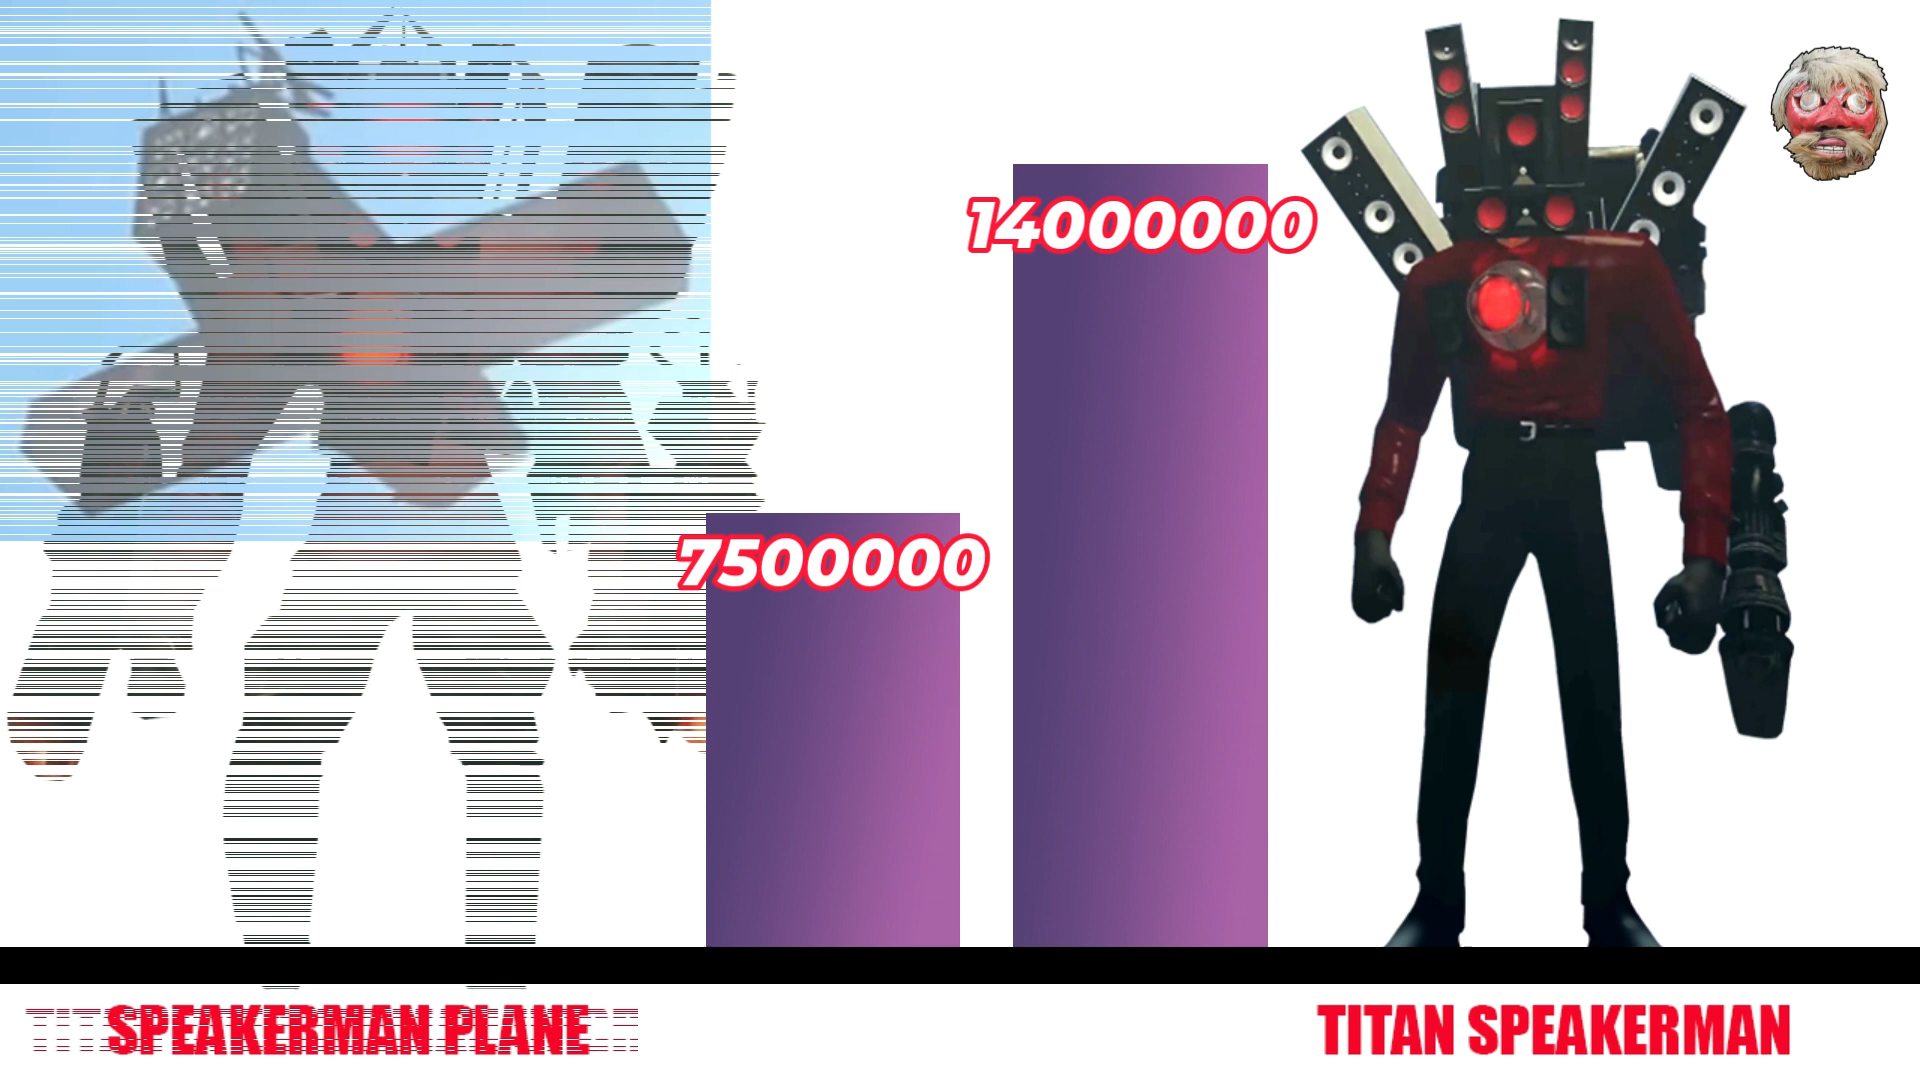 14000000
7500000
SPEAKERMAN PLANE
TITAN SPEAKERMAN